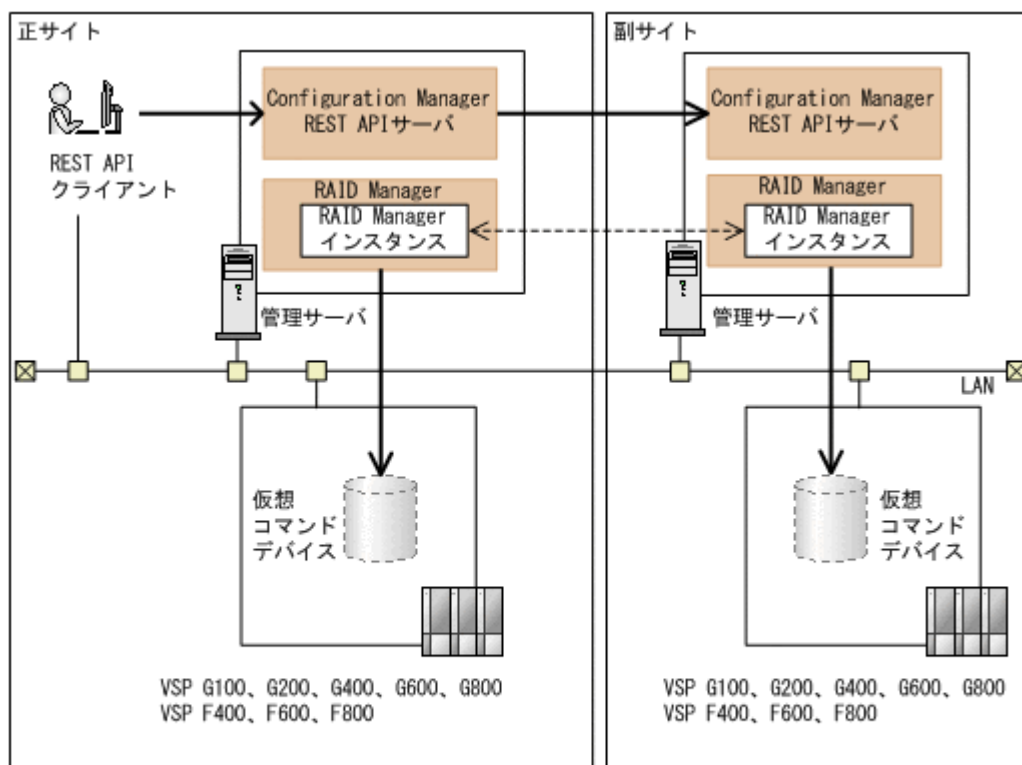 正サイト
Configuration Manager
REST APIサーバ
REST API
クライアント
RAID Manager
RAID Manager
インスタンス
管理サーバ
仮想
コマンド
デバイス
VSP G100、G200、G400、G600、G800
VSP F400、F600、F800
副サイト
Configuration Manager
REST APIサーバ
RAID Manager
RAID Manager
インスタンス
管理サーバ
LAN
仮想
コマンド
デバイス
VSP G100、G200、G400、G600、G800
VSP F400、F600、F800